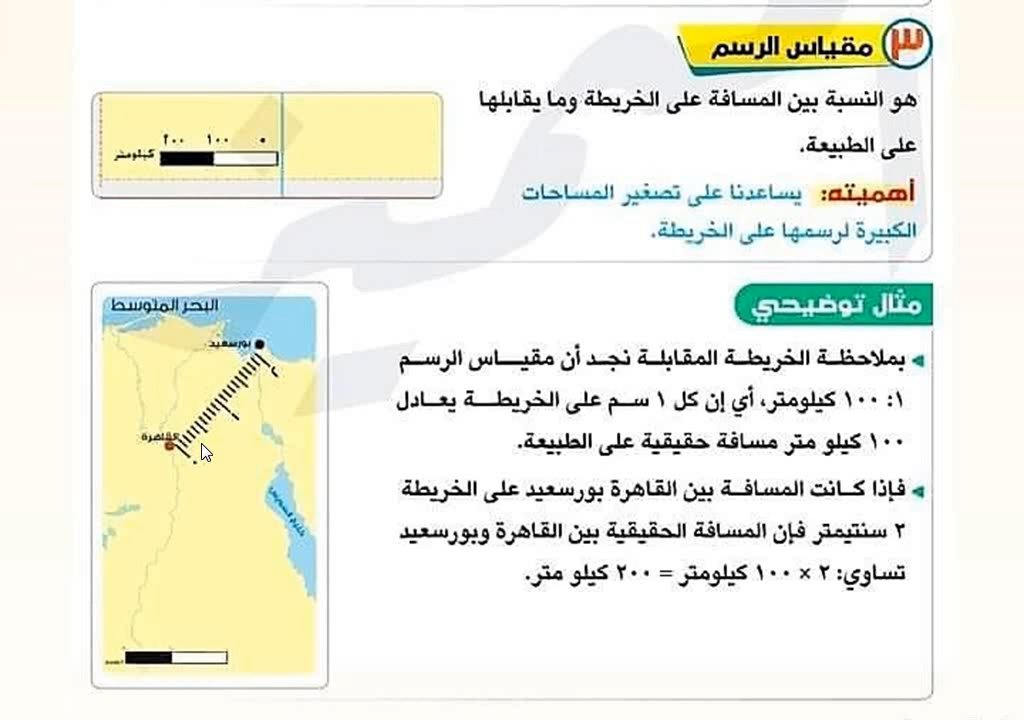 ٣ مقياس الرسم
هو النسبة بين المسافة على الخريطة وما يقابلها
على الطبيعة.
أهميته: يساعدنا على تصغير المساحات
الكبيرة لرسمها على الخريطة.
٢٠٠ ١٠٠ ٠
كيلومتر
مثال توضيحي
بملاحظة الخريطة المقابلة نجد أن مقياس الرسم
١: ١٠٠ كيلومتر، أي إن كل ١ سم على الخريطة يعادل
١٠٠ كيلو متر مسافة حقيقية على الطبيعة.
فإذا كانت المسافة بين القاهرة بورسعيد على الخريطة
٢ سنتيمتر فإن المسافة الحقيقية بين القاهرة وبورسعيد
تساوي: ٢ × ١٠٠ كيلومتر = ٢٠٠ كيلو متر.
البحر المتوسط
بورسعيد
٢
١
القاهرة
٠
خليج السويس